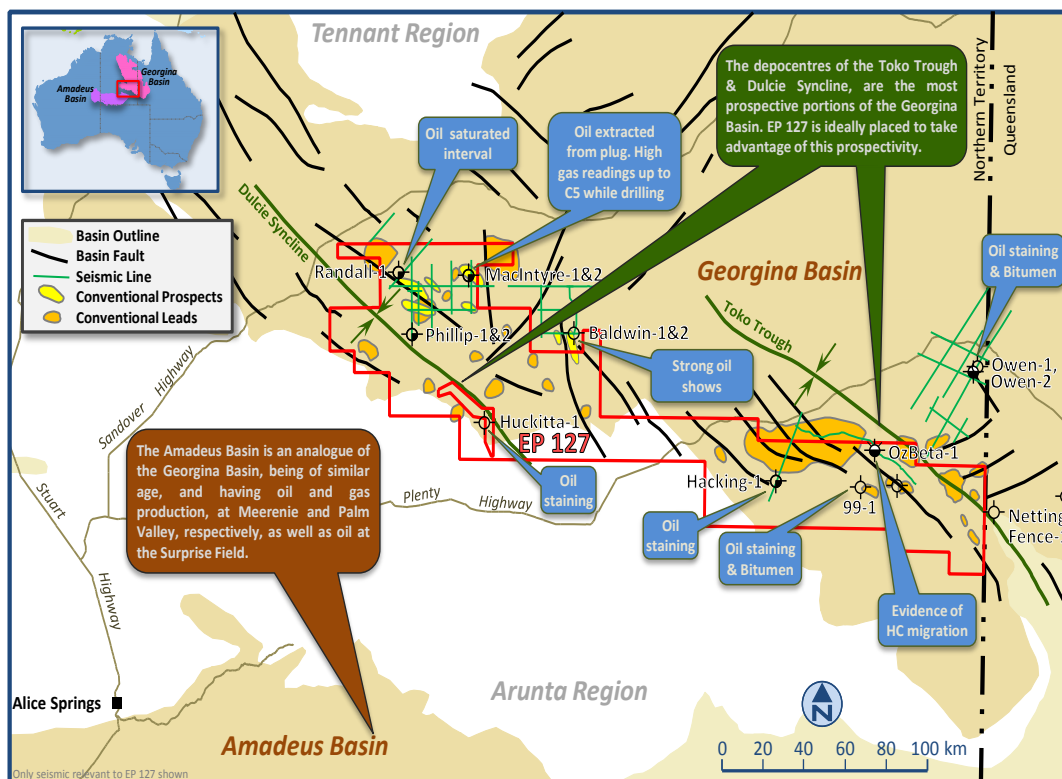 Tennant Region
Georgina
Basin
Amadeus
Basin
The depocentres of the Toko Trough
& Dulcie Syncline, are the most
prospective portions of the Georgina
Basin. EP 127 is ideally placed to take
advantage of this prospectivity.
Northern Territory
Queensland
Oil saturated
interval
Oil extracted
from plug. High
gas readings up to
C5 while drilling
Dulcie Syncline
Basin Outline
Basin Fault
Seismic Line
Conventional Prospects
Conventional Leads
Randall-1
MacIntyre-1&2
Georgina Basin
Oil staining
& Bitumen
Phillip-1&2
Baldwin-1&2
Toko Trough
Strong oil
shows
Owen-1,
Owen-2
Sandover Highway
Huckitta-1
EP 127
The Amadeus Basin is an analogue of
the Georgina Basin, being of similar
age, and having oil and gas
production, at Meerenie and Palm
Valley, respectively, as well as oil at
the Surprise Field.
Oil
staining
Plenty Highway
Hacking-1
OzBeta-1
99-1
Netting
Fence-
Oil
staining
Oil staining
& Bitumen
Evidence of
HC migration
Stuart
Highway
Alice Springs
Arunta Region
N
Amadeus Basin
0 20 40 60 80 100 km
Only seismic relevant to EP 127 shown